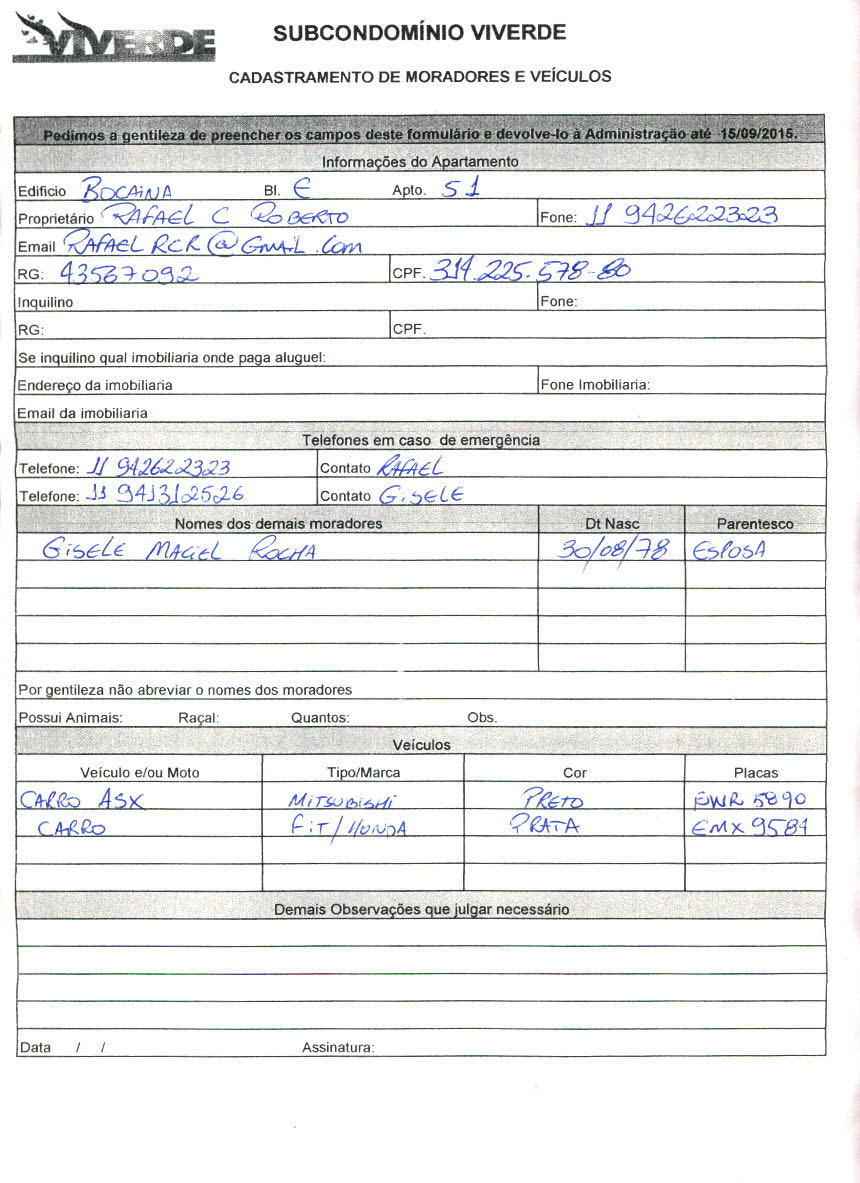 VIVERDE
SUBCONDOMÍNIO VIVERDE
CADASTRAMENTO DE MORADORES E VEÍCULOS
Pedimos a gentileza de preencher os campos deste formulário e devolve-lo à Administração até 15/09/2015.
Informações do Apartamento
Edificio BOCAINA Bl. E Apto. 51
Proprietário RAFAEL C ROBERTO Fone: 11 942622323
Email RAFAELRCR@GMAIL.COM
RG: 43567092 CPF. 314.225.578-80
Inquilino Fone:
RG: CPF.
Se inquilino qual imobiliaria onde paga aluguel:
Endereço da imobiliaria Fone Imobiliaria:
Email da imobiliaria
Telefones em caso de emergência
Telefone: 11 942622323 Contato RAFAEL
Telefone: 11 941312526 Contato GISELE
Nomes dos demais moradores Dt Nasc Parentesco
GISELE MACIEL ROCHA 30/08/78 ESPOSA
Por gentileza não abreviar o nomes dos moradores
Possui Animais: Raçal: Quantos: Obs.
Veículos
Veículo e/ou Moto Tipo/Marca Cor Placas
CARRO ASX MITSUBISHI PRETO EWR 5890
CARRO FIT/HONDA PRATA EMX 9581
Demais Observações que julgar necessário
Data / / Assinatura: